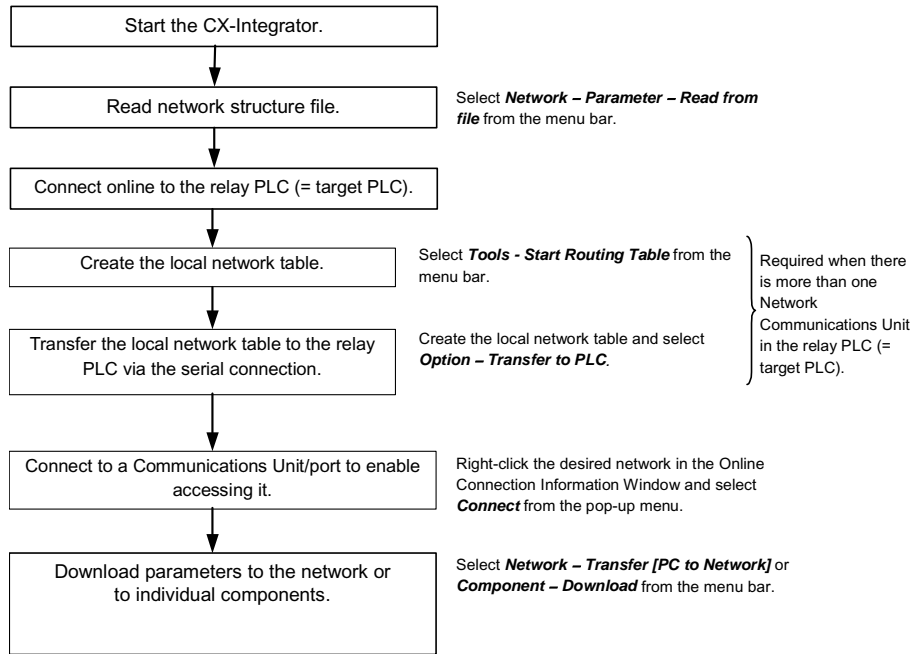 Start the CX-Integrator.
Read network structure file.
Select Network – Parameter – Read from
file from the menu bar.
Connect online to the relay PLC (= target PLC).
Create the local network table.
Select Tools - Start Routing Table from the
menu bar.
Transfer the local network table to the relay
PLC via the serial connection.
Create the local network table and select
Option – Transfer to PLC.
Required when there
is more than one
Network
Communications Unit
in the relay PLC (=
target PLC).
Connect to a Communications Unit/port to enable
accessing it.
Right-click the desired network in the Online
Connection Information Window and select
Connect from the pop-up menu.
Download parameters to the network or
to individual components.
Select Network – Transfer [PC to Network] or
Component – Download from the menu bar.